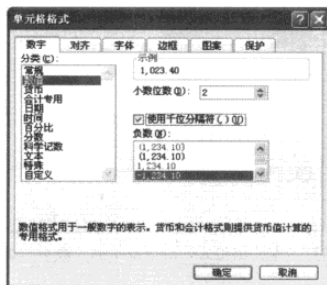 单元格格式
数字 对齐 字体 边框 图案 保护
分类(C):
常规
货币
会计专用
日期
时间
百分比
分数
科学记数
文本
特殊
自定义
示例
1,023.40
小数位数(D): 2
使用千位分隔符(,)(U)
负数(N):
(1,234.10)
(1,234.10)
1,234.10
-1,234.10
数值格式用于一般数字的表示。货币和会计格式则提供货币值计算的
专用格式。
确定 取消